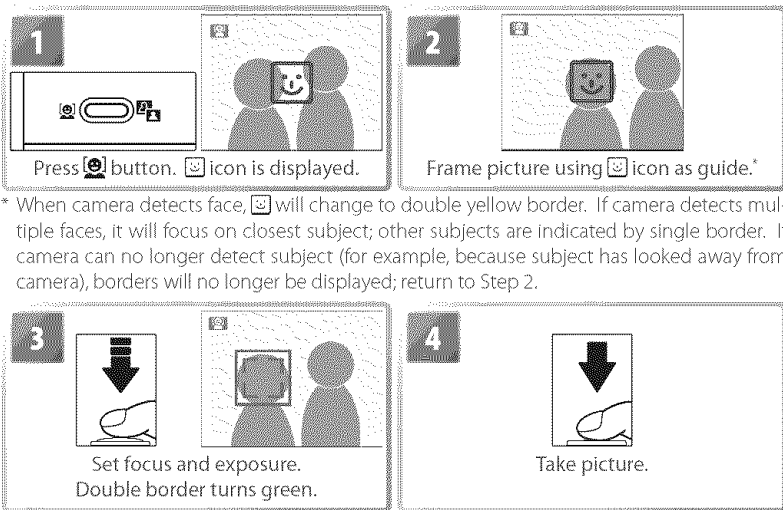 1
Press button. icon is displayed.
2
Frame picture using icon as guide.*
* When camera detects face, will change to double yellow border. If camera detects mul-
tiple faces, it will focus on closest subject; other subjects are indicated by single border. If
camera can no longer detect subject (for example, because subject has looked away from
camera), borders will no longer be displayed; return to Step 2.
3
Set focus and exposure.
Double border turns green.
4
Take picture.